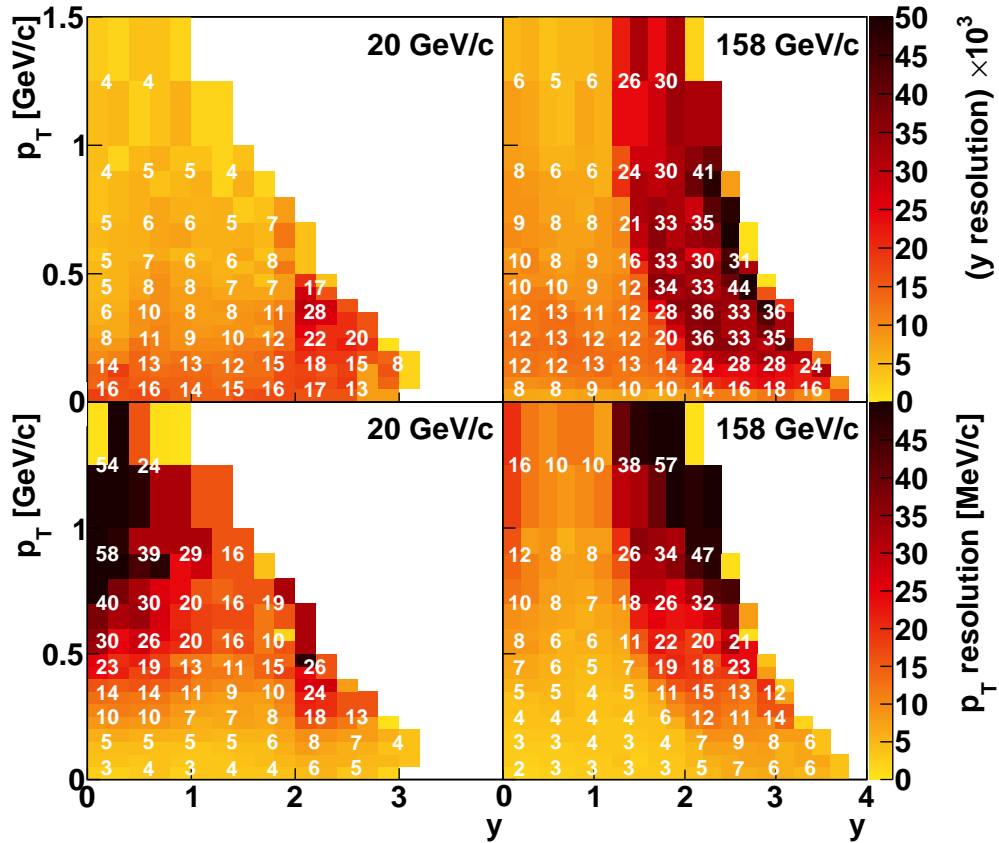 1.5 20 GeV/c 158 GeV/c 50
4 4 6 5 6 26 30 45
40
1 35
4 5 5 4 8 6 6 24 30 41 30
5 6 6 5 7 9 8 8 21 33 35 25
5 7 6 6 8 10 8 9 16 33 30 31 20
0.5 5 8 8 7 7 17 10 10 9 12 34 33 44
6 10 8 8 11 28 12 13 11 12 28 36 33 36 15
8 11 9 10 12 22 20 12 12 12 12 20 36 33 35 10
14 13 13 12 15 18 15 8 12 12 13 13 14 24 28 28 24 5
16 16 14 15 16 17 13 8 8 9 10 10 14 16 18 16
0 0
p_T [GeV/c]
(y resolution) ×10³
20 GeV/c 158 GeV/c 45
54 24 16 10 10 38 57 40
1 35
58 39 29 16 12 8 8 26 34 47 30
40 30 20 16 19 10 8 7 18 26 32 25
30 26 20 16 10 8 6 6 11 22 20 21 20
0.5 23 19 13 11 15 26 7 6 5 7 19 18 23 15
14 14 11 9 10 24 5 5 4 5 11 15 13 12
10 10 7 7 8 18 13 4 4 4 4 6 12 11 14 10
5 5 5 5 6 8 7 4 3 3 4 3 4 7 9 8 6 5
3 4 3 4 4 6 5 2 3 3 3 3 5 7 6 6
0 0
p_T [GeV/c]
p_T resolution [MeV/c]
0 1 2 3 0 1 2 3 4
y y